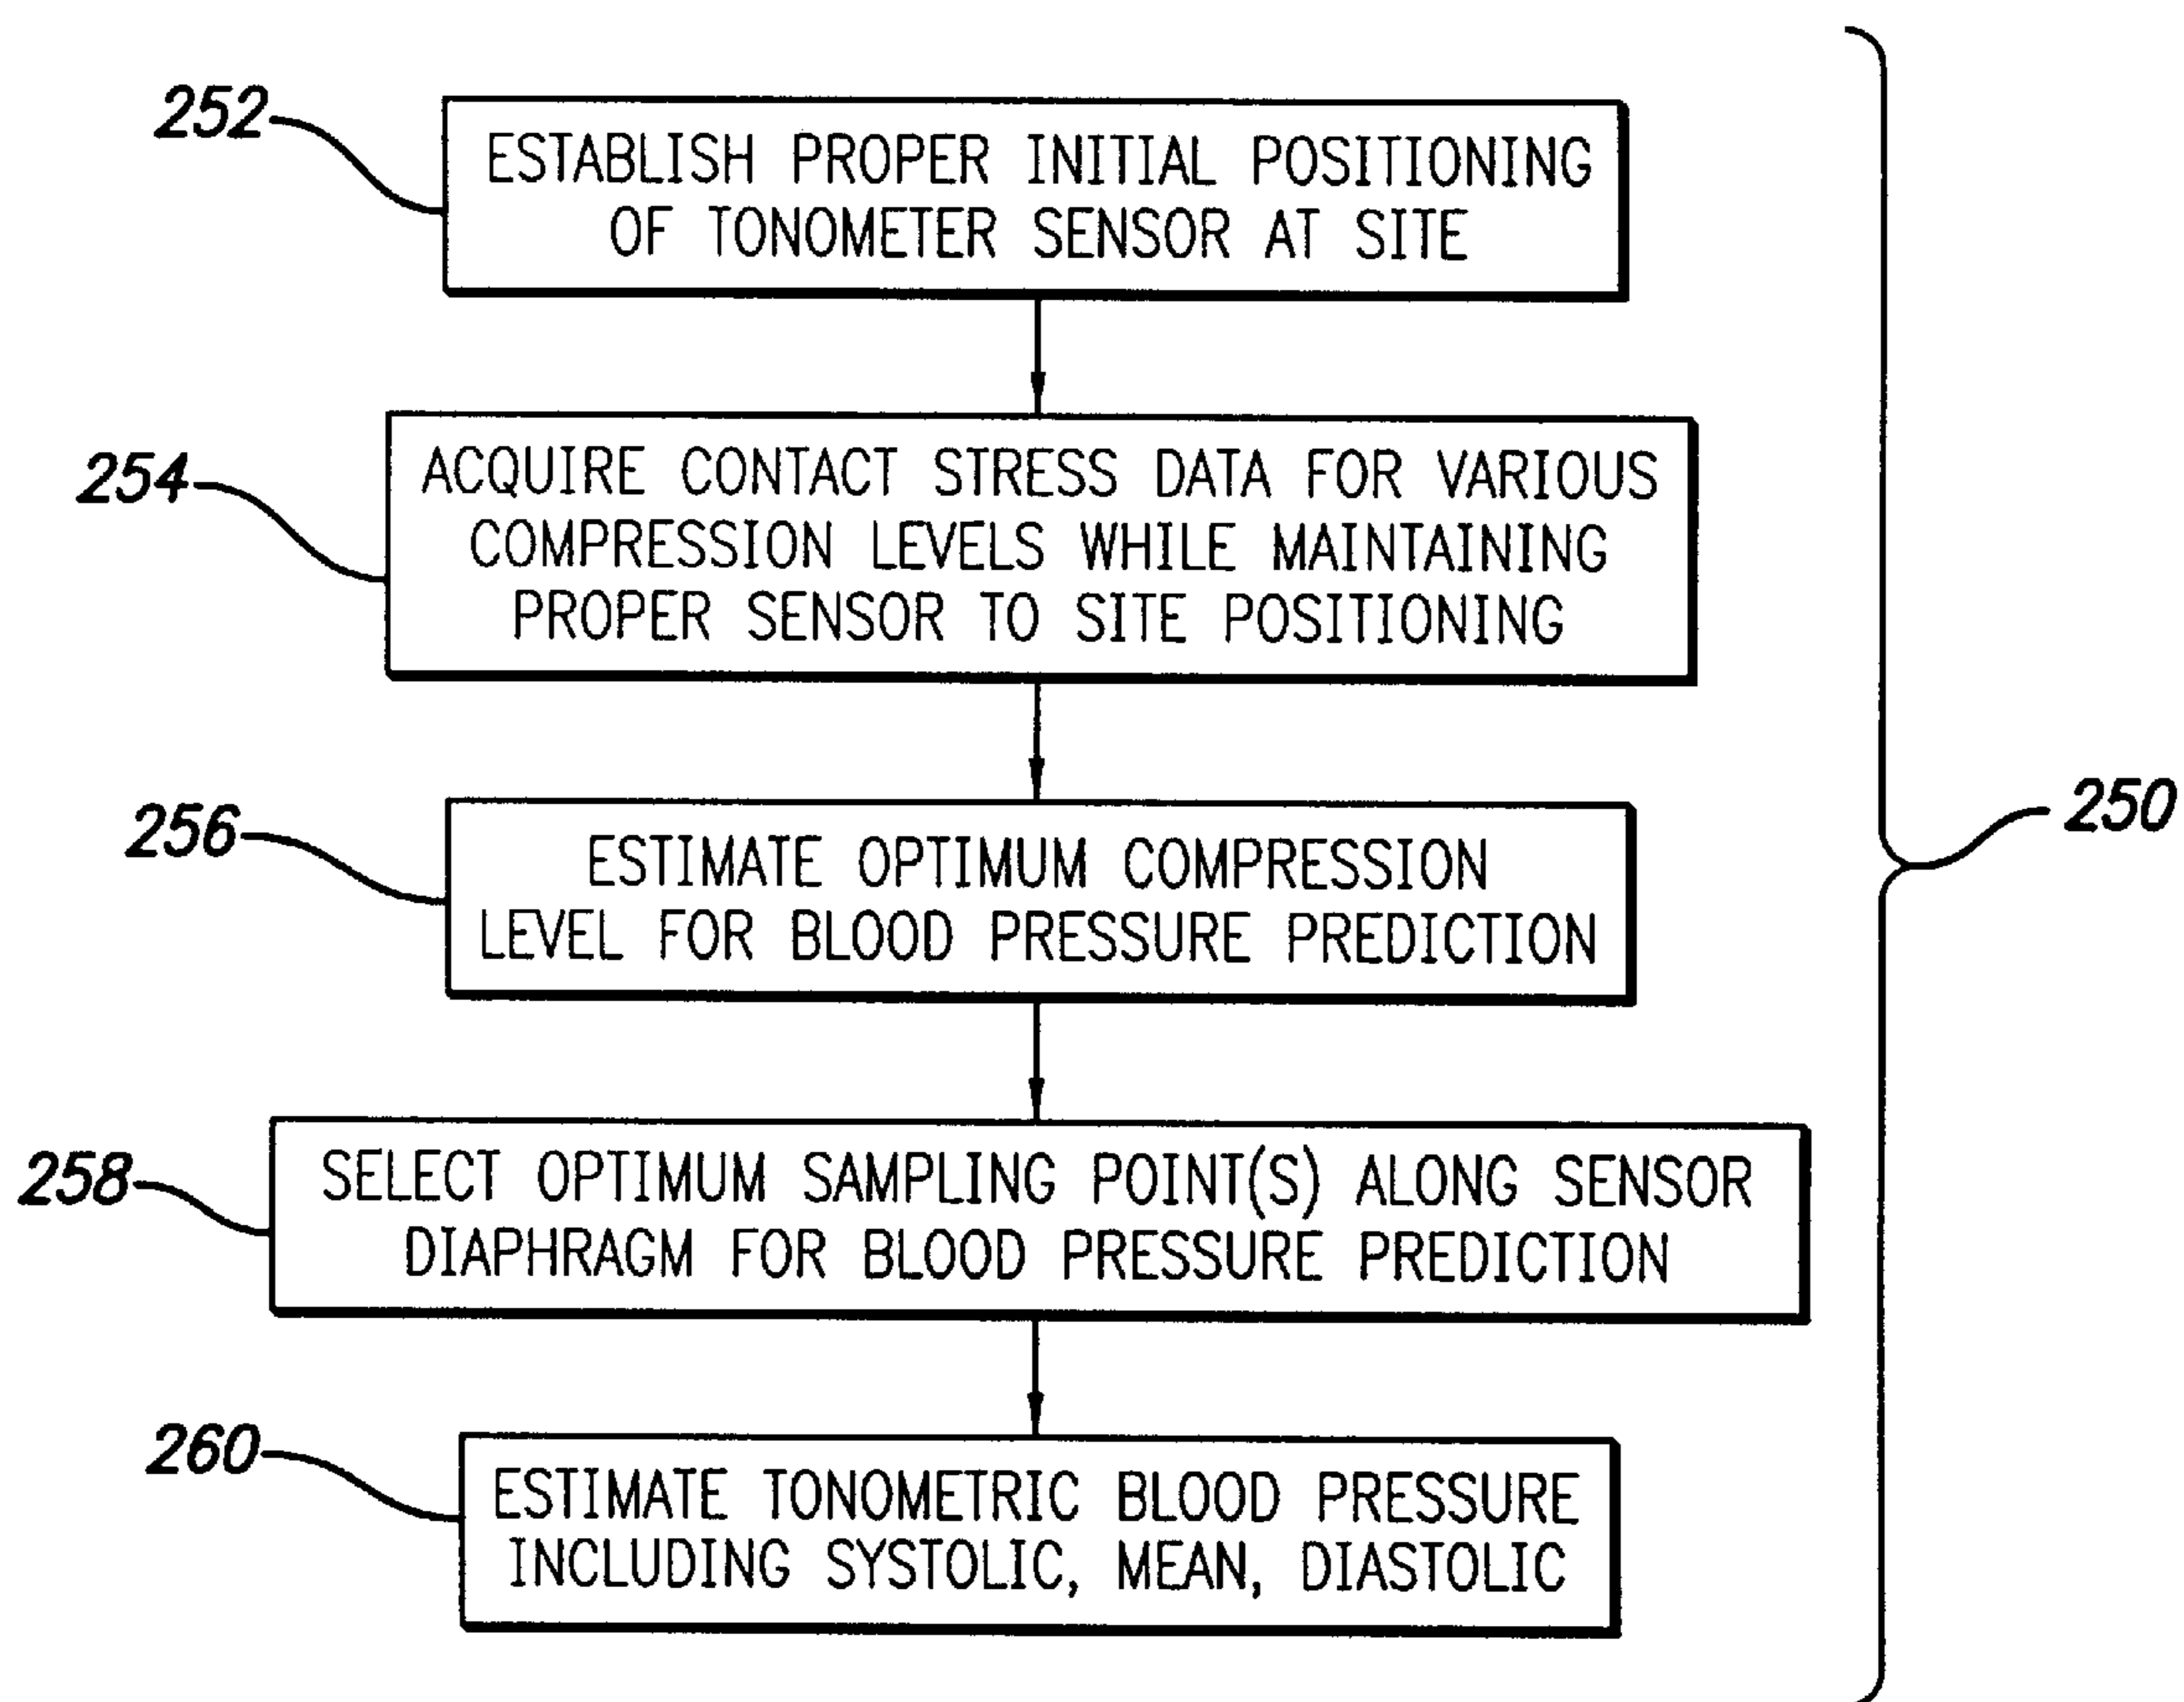 252
ESTABLISH PROPER INITIAL POSITIONING
OF TONOMETER SENSOR AT SITE
254
ACQUIRE CONTACT STRESS DATA FOR VARIOUS
COMPRESSION LEVELS WHILE MAINTAINING
PROPER SENSOR TO SITE POSITIONING
256
ESTIMATE OPTIMUM COMPRESSION
LEVEL FOR BLOOD PRESSURE PREDICTION
250
258
SELECT OPTIMUM SAMPLING POINT(S) ALONG SENSOR
DIAPHRAGM FOR BLOOD PRESSURE PREDICTION
260
ESTIMATE TONOMETRIC BLOOD PRESSURE
INCLUDING SYSTOLIC, MEAN, DIASTOLIC